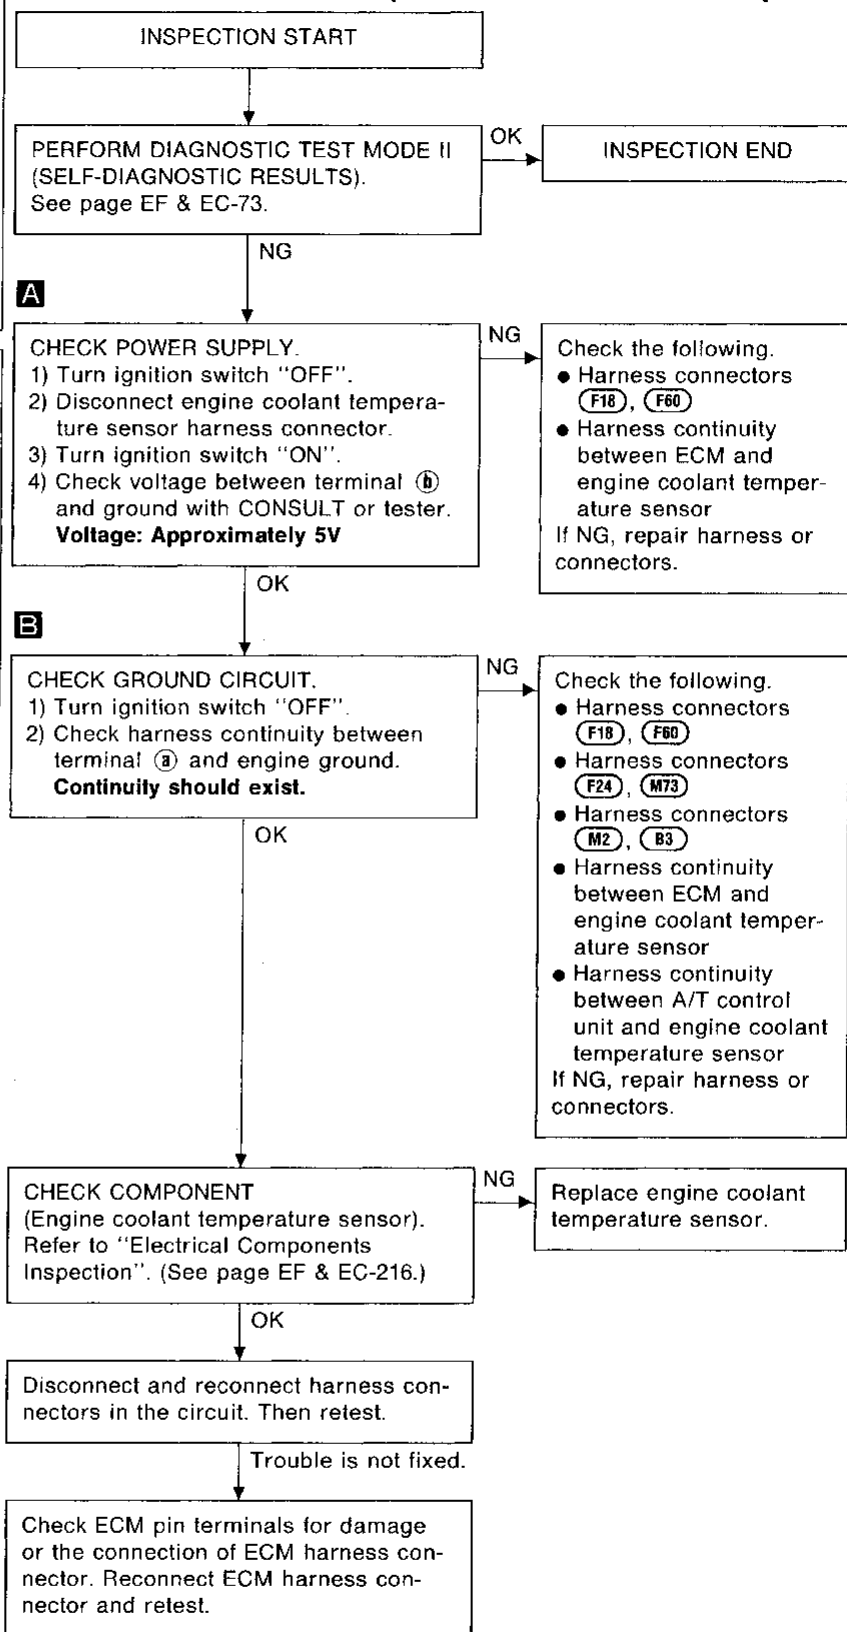 INSPECTION START
PERFORM DIAGNOSTIC TEST MODE II
(SELF-DIAGNOSTIC RESULTS).
See page EF & EC-73.
OK
INSPECTION END
NG
A
CHECK POWER SUPPLY.
1) Turn ignition switch "OFF".
2) Disconnect engine coolant tempera-
ture sensor harness connector.
3) Turn ignition switch "ON".
4) Check voltage between terminal ⓑ
and ground with CONSULT or tester.
Voltage: Approximately 5V
NG
Check the following.
● Harness connectors
F18, F60
● Harness continuity
between ECM and
engine coolant temper-
ature sensor
If NG, repair harness or
connectors.
OK
B
CHECK GROUND CIRCUIT.
1) Turn ignition switch "OFF".
2) Check harness continuity between
terminal ⓐ and engine ground.
Continuity should exist.
NG
Check the following.
● Harness connectors
F18, F60
● Harness connectors
F24, M73
● Harness connectors
M2, B3
● Harness continuity
between ECM and
engine coolant temper-
ature sensor
● Harness continuity
between A/T control
unit and engine coolant
temperature sensor
If NG, repair harness or
connectors.
OK
CHECK COMPONENT
(Engine coolant temperature sensor).
Refer to "Electrical Components
Inspection". (See page EF & EC-216.)
NG
Replace engine coolant
temperature sensor.
OK
Disconnect and reconnect harness con-
nectors in the circuit. Then retest.
Trouble is not fixed.
Check ECM pin terminals for damage
or the connection of ECM harness con-
nector. Reconnect ECM harness con-
nector and retest.